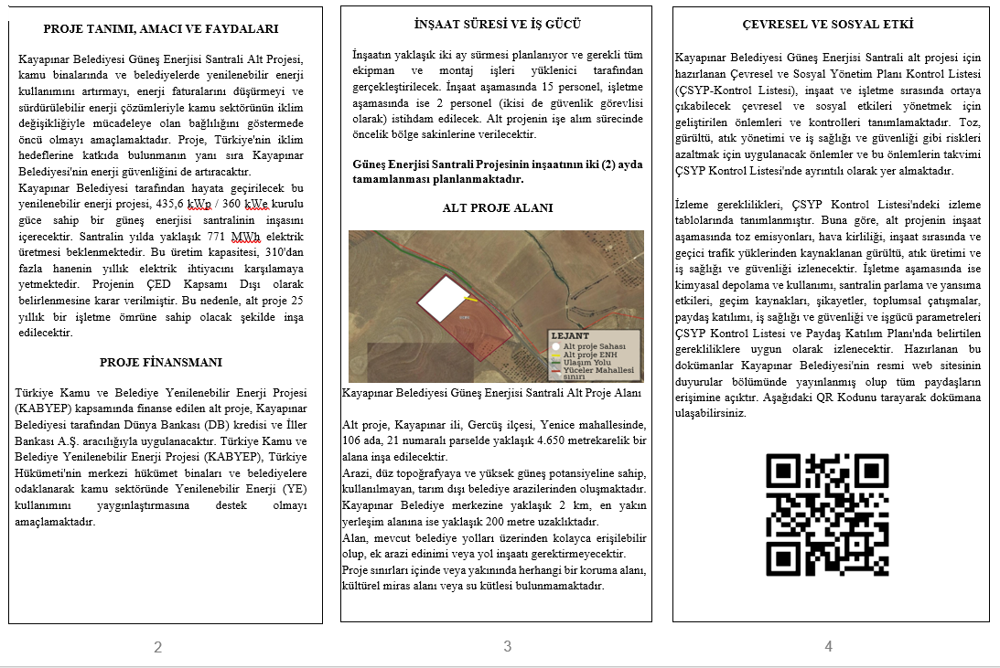 PROJE TANIMI, AMACI VE FAYDALARI
Kayapınar Belediyesi Güneş Enerjisi Santrali Alt Projesi,
kamu binalarında ve belediyelerde yenilenebilir enerji
kullanımını artırmayı, enerji faturalarını düşürmeyi ve
sürdürülebilir enerji çözümleriyle kamu sektörünün iklim
değişikliğiyle mücadeleye olan bağlılığını göstermede
öncü olmayı amaçlamaktadır. Proje, Türkiye'nin iklim
hedeflerine katkıda bulunmanın yanı sıra Kayapınar
Belediyesi'nin enerji güvenliğini de artıracaktır.
Kayapınar Belediyesi tarafından hayata geçirilecek bu
yenilenebilir enerji projesi, 435,6 kWp / 360 kWe kurulu
güce sahip bir güneş enerjisi santralinin inşasını
içerecektir. Santralin yılda yaklaşık 771 MWh elektrik
üretmesi beklenmektedir. Bu üretim kapasitesi, 310'dan
fazla hanenin yıllık elektrik ihtiyacını karşılamaya
yetmektedir. Projenin ÇED Kapsamı Dışı olarak
belirlenmesine karar verilmiştir. Bu nedenle, alt proje 25
yıllık bir işletme ömrüne sahip olacak şekilde inşa
edilecektir.
PROJE FİNANSMANI
Türkiye Kamu ve Belediye Yenilenebilir Enerji Projesi
(KABYEP) kapsamında finanse edilen alt proje, Kayapınar
Belediyesi tarafından Dünya Bankası (DB) kredisi ve İller
Bankası A.Ş. aracılığıyla uygulanacaktır. Türkiye Kamu ve
Belediye Yenilenebilir Enerji Projesi (KABYEP), Türkiye
Hükümeti'nin merkezi hükümet binaları ve belediyelere
odaklanarak kamu sektöründe Yenilenebilir Enerji (YE)
kullanımını yaygınlaştırmasına destek olmayı
amaçlamaktadır.
2
İNŞAAT SÜRESİ VE İŞ GÜCÜ
İnşaatın yaklaşık iki ay sürmesi planlanıyor ve gerekli tüm
ekipman ve montaj işleri yüklenici tarafından
gerçekleştirilecek. İnşaat aşamasında 15 personel, işletme
aşamasında ise 2 personel (ikisi de güvenlik görevlisi
olarak) istihdam edilecek. Alt projenin işe alım sürecinde
öncelik bölge sakinlerine verilecektir.
Güneş Enerjisi Santrali Projesinin inşaatının iki (2) ayda
tamamlanması planlanmaktadır.
ALT PROJE ALANI
LEJANT
Alt proje Sahası
Alt proje ENH
Ulaşım Yolu
Yüceler Mahallesi
sınırı
Kayapınar Belediyesi Güneş Enerjisi Santrali Alt Proje Alanı
Alt proje, Kayapınar ili, Gercüş ilçesi, Yenice mahallesinde,
106 ada, 21 numaralı parselde yaklaşık 4.650 metrekarelik bir
alana inşa edilecektir.
Arazi, düz topoğrafyaya ve yüksek güneş potansiyeline sahip,
kullanılmayan, tarım dışı belediye arazilerinden oluşmaktadır.
Kayapınar Belediye merkezine yaklaşık 2 km, en yakın
yerleşim alanına ise yaklaşık 200 metre uzaklıktadır.
Alan, mevcut belediye yolları üzerinden kolayca erişilebilir
olup, ek arazi edinimi veya yol inşaatı gerektirmeyecektir.
Proje sınırları içinde veya yakınında herhangi bir koruma alanı,
kültürel miras alanı veya su kütlesi bulunmamaktadır.
3
ÇEVRESEL VE SOSYAL ETKİ
Kayapınar Belediyesi Güneş Enerjisi Santrali alt projesi için
hazırlanan Çevresel ve Sosyal Yönetim Planı Kontrol Listesi
(ÇSYP-Kontrol Listesi), inşaat ve işletme sırasında ortaya
çıkabilecek çevresel ve sosyal etkileri yönetmek için
geliştirilen önlemleri ve kontrolleri tanımlamaktadır. Toz,
gürültü, atık yönetimi ve iş sağlığı ve güvenliği gibi riskleri
azaltmak için uygulanacak önlemler ve bu önlemlerin takvimi
ÇSYP Kontrol Listesi'nde ayrıntılı olarak yer almaktadır.
İzleme gereklilikleri, ÇSYP Kontrol Listesi'ndeki izleme
tablolarında tanımlanmıştır. Buna göre, alt projenin inşaat
aşamasında toz emisyonları, hava kirliliği, inşaat sırasında ve
geçici trafik yüklerinden kaynaklanan gürültü, atık üretimi ve
iş sağlığı ve güvenliği izlenecektir. İşletme aşamasında ise
kimyasal depolama ve kullanımı, santralin parlama ve yansıma
etkileri, geçim kaynakları, şikayetler, toplumsal çatışmalar,
paydaş katılımı, iş sağlığı ve güvenliği ve işgücü parametreleri
ÇSYP Kontrol Listesi ve Paydaş Katılım Planı'nda belirtilen
gerekliliklere uygun olarak izlenecektir. Hazırlanan bu
dokümanlar Kayapınar Belediyesi'nin resmi web sitesinin
duyurular bölümünde yayınlanmış olup tüm paydaşların
erişimine açıktır. Aşağıdaki QR Kodunu tarayarak dokümana
ulaşabilirsiniz.
4